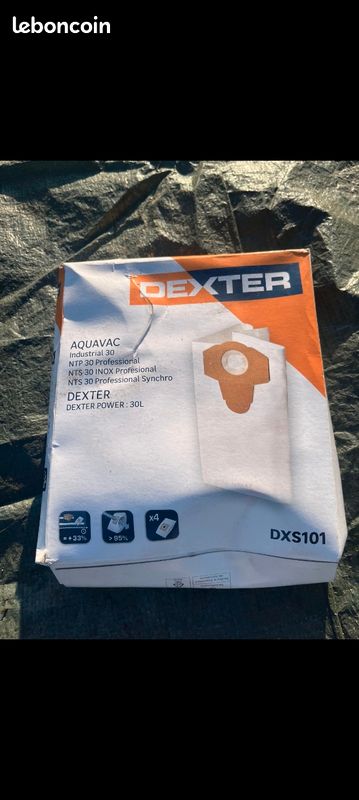 leboncoin
DEXTER
AQUAVAC
Industrial 30
NTP 30 Professional
NTS 30 INOX Profesional
NTS 30 Professional Synchro
DEXTER
DEXTER POWER : 30L
+33%
> 95%
x4
DXS101